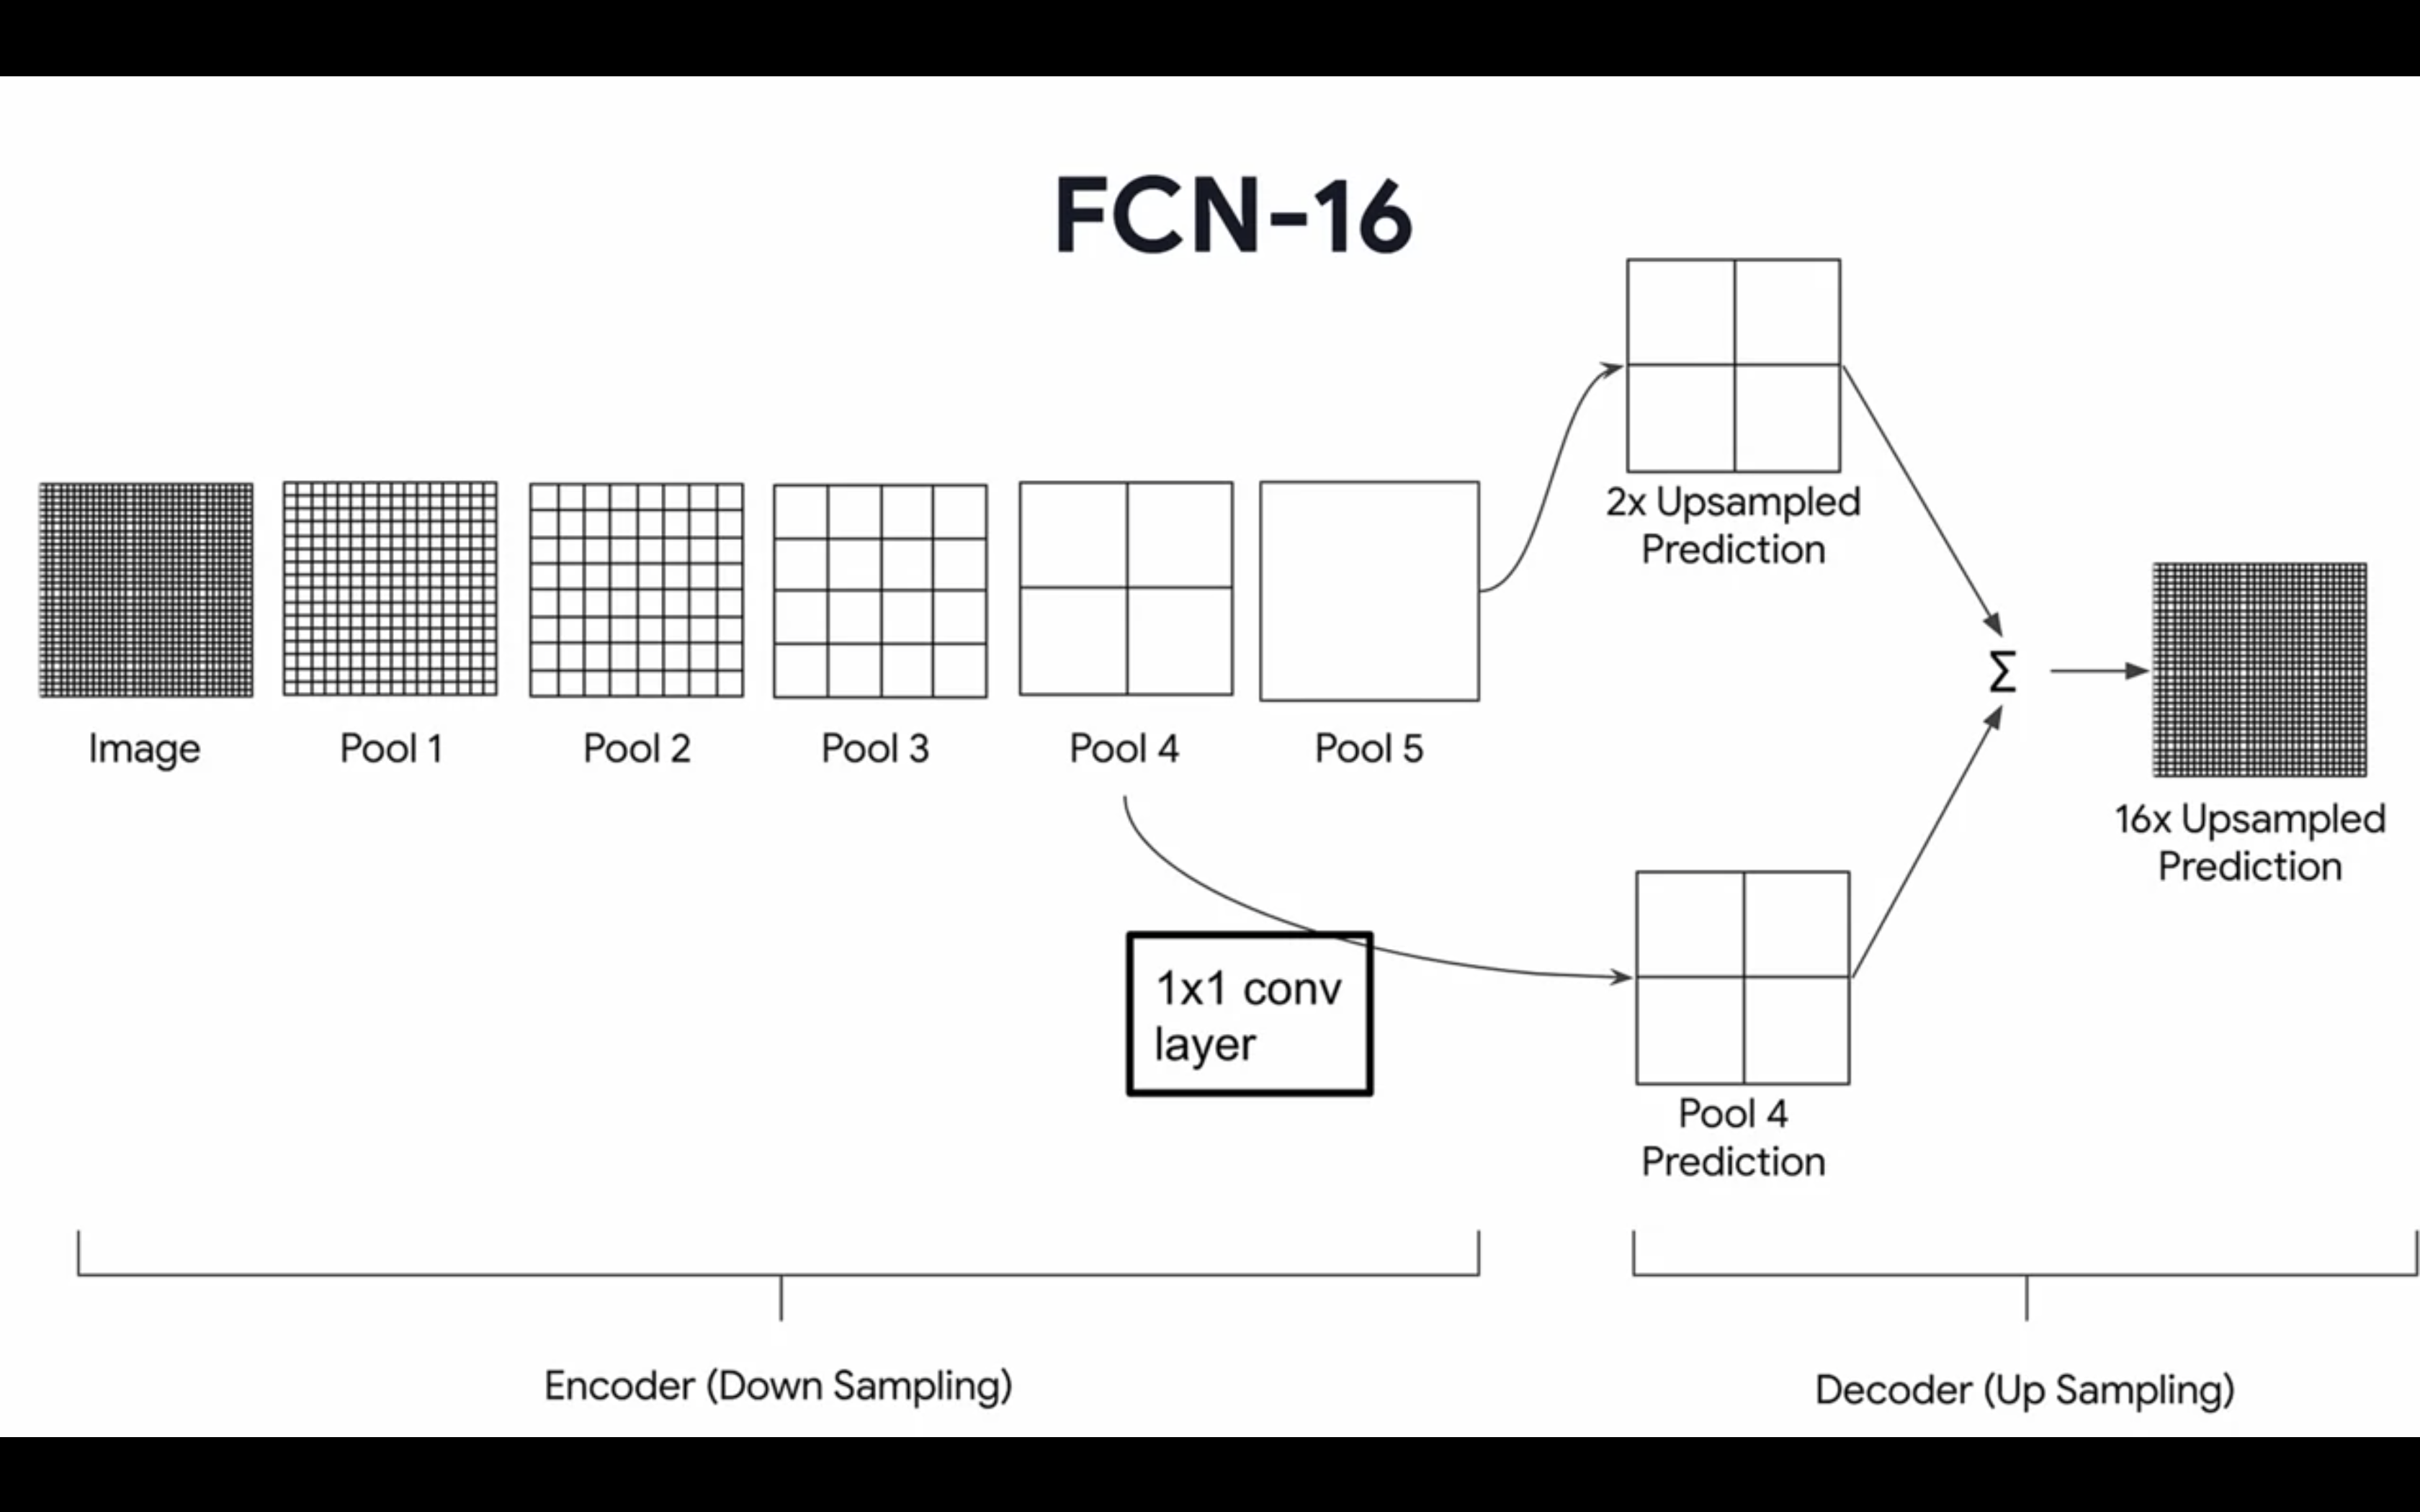 FCN-16
2x Upsampled
Prediction
Image
Pool 1
Pool 2
Pool 3
Pool 4
Pool 5
Σ
16x Upsampled
Prediction
1x1 conv
layer
Pool 4
Prediction
Encoder (Down Sampling)
Decoder (Up Sampling)